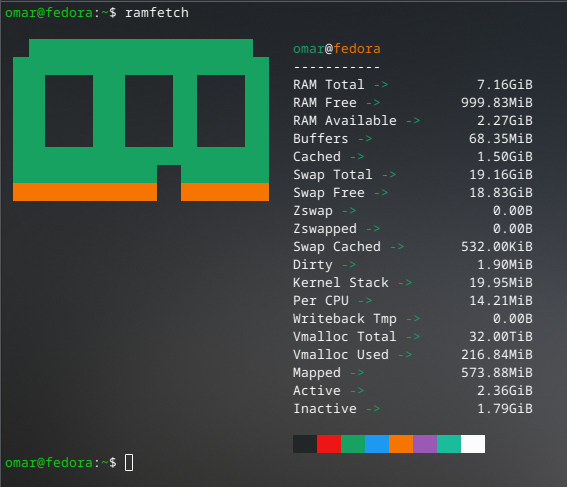 omar@fedora:~$ ramfetch
omar@fedora
-----------
RAM Total -> 7.16GiB
RAM Free -> 999.83MiB
RAM Available -> 2.27GiB
Buffers -> 68.35MiB
Cached -> 1.50GiB
Swap Total -> 19.16GiB
Swap Free -> 18.83GiB
Zswap -> 0.00B
Zswapped -> 0.00B
Swap Cached -> 532.00KiB
Dirty -> 1.90MiB
Kernel Stack -> 19.95MiB
Per CPU -> 14.21MiB
Writeback Tmp -> 0.00B
Vmalloc Total -> 32.00TiB
Vmalloc Used -> 216.84MiB
Mapped -> 573.88MiB
Active -> 2.36GiB
Inactive -> 1.79GiB
omar@fedora:~$